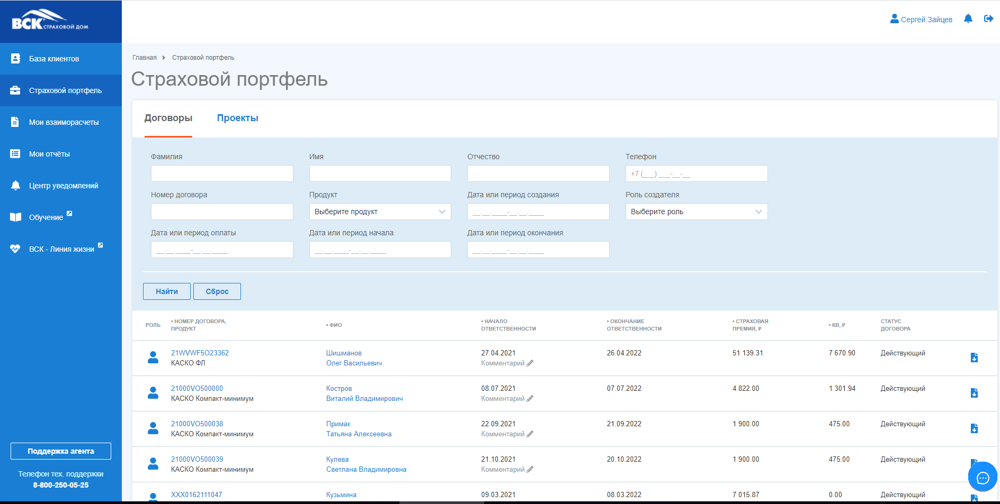 ВСК СТРАХОВОЙ ДОМ
Сергей Зайцев
База клиентов
Страховой портфель
Мои взаиморасчеты
Мои отчёты
Центр уведомлений
Обучение
ВСК - Линия жизни
Поддержка агента
Телефон тех. поддержки
8-800-250-05-25
Главная Страховой портфель
Страховой портфель
Договоры Проекты
Фамилия Имя Отчество Телефон
+7 (___) ___-__-__
Номер договора Продукт Дата или период создания Роль создателя
Выберите продукт __.__.____-__.__.____ Выберите роль
Дата или период оплаты Дата или период начала Дата или период окончания
__.__.____-__.__.____ __.__.____-__.__.____ __.__.____-__.__.____
Найти Сброс
РОЛЬ • НОМЕР ДОГОВОРА, ПРОДУКТ • ФИО • НАЧАЛО ОТВЕТСТВЕННОСТИ • ОКОНЧАНИЕ ОТВЕТСТВЕННОСТИ • СТРАХОВАЯ ПРЕМИЯ, ₽ • КВ, ₽ СТАТУС ДОГОВОРА
21WVWF5O23362 Шишманов 27.04.2021 26.04.2022 51 139.31 7 670.90 Действующий
КАСКО ФЛ Олег Васильевич Комментарий
21000VO500000 Костров 08.07.2021 07.07.2022 4 822.00 1 301.94 Действующий
КАСКО Компакт-минимум Виталий Владимирович Комментарий
21000VO500038 Примак 22.09.2021 21.09.2022 1 900.00 475.00 Действующий
КАСКО Компакт-минимум Татьяна Алексеевна Комментарий
21000VO500039 Кулева 21.10.2021 20.10.2022 1 900.00 475.00 Действующий
КАСКО Компакт-минимум Светлана Владимировна Комментарий
XXX0162111047 Кузьмина 09.03.2021 08.03.2022 7 015.87 0.00 Действующий